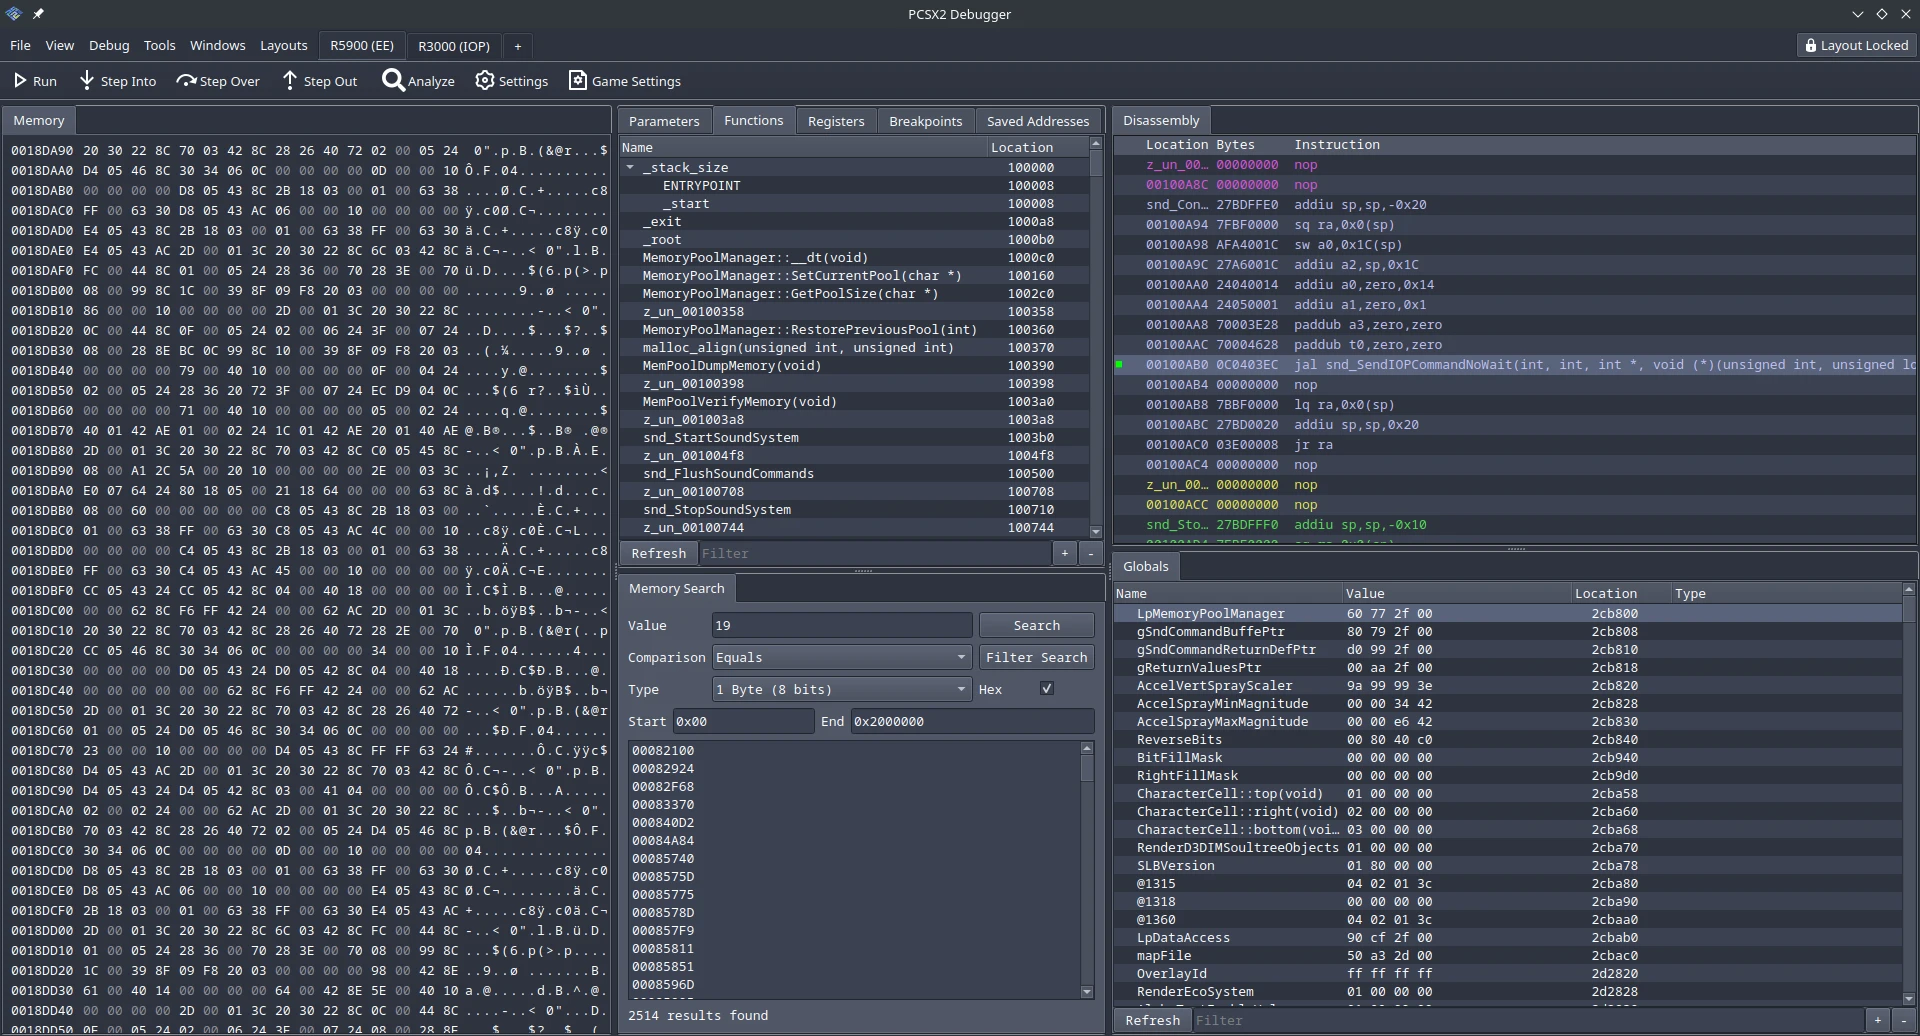 PCSX2 Debugger
File View Debug Tools Windows Layouts R5900 (EE) R3000 (IOP) + Layout Locked
Run Step Into Step Over Step Out Analyze Settings Game Settings
Memory
0018DA90 20 30 22 8C 70 03 42 8C 28 26 40 72 02 00 05 24 0".p.B.(&@r...$
0018DAA0 D4 05 46 8C 30 34 06 0C 00 00 00 00 0D 00 00 10 Ô.F.04..........
0018DAB0 00 00 00 00 D8 05 43 8C 2B 18 03 00 01 00 63 38 ....Ø.C.+.....c8
0018DAC0 FF 00 63 30 D8 05 43 AC 06 00 00 10 00 00 00 00 ÿ.c0Ø.C¬........
0018DAD0 E4 05 43 8C 2B 18 03 00 01 00 63 38 FF 00 63 30 ä.C.+.....c8ÿ.c0
0018DAE0 E4 05 43 AC 2D 00 01 3C 20 30 22 8C 6C 03 42 8C ä.C¬-..< 0".l.B.
0018DAF0 FC 00 44 8C 01 00 05 24 28 36 00 70 28 3E 00 70 ü.D....$(6.p(>.p
0018DB00 08 00 99 8C 1C 00 39 8F 09 F8 20 03 00 00 00 00 ......9..ø .....
0018DB10 86 00 00 10 00 00 00 00 2D 00 01 3C 20 30 22 8C ........-..< 0".
0018DB20 0C 00 44 8C 0F 00 05 24 02 00 06 24 3F 00 07 24 ..D....$...$?..$
0018DB30 08 00 28 8E BC 0C 99 8C 10 00 39 8F 09 F8 20 03 ..(.¼.....9..ø .
0018DB40 00 00 00 00 79 00 40 10 00 00 00 00 0F 00 04 24 ....y.@........$
0018DB50 02 00 05 24 28 36 20 72 3F 00 07 24 EC D9 04 0C ...$(6 r?..$ìÙ..
0018DB60 00 00 00 00 71 00 40 10 00 00 00 00 05 00 02 24 ....q.@........$
0018DB70 40 01 42 AE 01 00 02 24 1C 01 42 AE 20 01 40 AE @.B®...$..B® .@®
0018DB80 2D 00 01 3C 20 30 22 8C 70 03 42 8C C0 05 45 8C -..< 0".p.B.À.E.
0018DB90 08 00 A1 2C 5A 00 20 10 00 00 00 00 2E 00 03 3C ..¡,Z. ........<
0018DBA0 E0 07 64 24 80 18 05 00 21 18 64 00 00 00 63 8C à.d$....!.d...c.
0018DBB0 08 00 60 00 00 00 00 00 C8 05 43 8C 2B 18 03 00 ..`.....È.C.+...
0018DBC0 01 00 63 38 FF 00 63 30 C8 05 43 AC 4C 00 00 10 ..c8ÿ.c0È.C¬L...
0018DBD0 00 00 00 00 C4 05 43 8C 2B 18 03 00 01 00 63 38 ....Ä.C.+.....c8
0018DBE0 FF 00 63 30 C4 05 43 AC 45 00 00 10 00 00 00 00 ÿ.c0Ä.C¬E.......
0018DBF0 CC 05 43 24 CC 05 42 8C 04 00 40 18 00 00 00 00 Ì.C$Ì.B...@.....
0018DC00 00 00 62 8C F6 FF 42 24 00 00 62 AC 2D 00 01 3C ..b.öÿB$..b¬-..<
0018DC10 20 30 22 8C 70 03 42 8C 28 26 40 72 28 2E 00 70 0".p.B.(&@r(..p
0018DC20 CC 05 46 8C 30 34 06 0C 00 00 00 00 34 00 00 10 Ì.F.04......4...
0018DC30 00 00 00 00 D0 05 43 24 D0 05 42 8C 04 00 40 18 ....Ð.C$Ð.B...@.
0018DC40 00 00 00 00 00 00 62 8C F6 FF 42 24 00 00 62 AC ......b.öÿB$..b¬
0018DC50 2D 00 01 3C 20 30 22 8C 70 03 42 8C 28 26 40 72 -..< 0".p.B.(&@r
0018DC60 01 00 05 24 D0 05 46 8C 30 34 06 0C 00 00 00 00 ...$Ð.F.04......
0018DC70 23 00 00 10 00 00 00 00 D4 05 43 8C FF FF 63 24 #.......Ô.C.ÿÿc$
0018DC80 D4 05 43 AC 2D 00 01 3C 20 30 22 8C 70 03 42 8C Ô.C¬-..< 0".p.B.
0018DC90 D4 05 43 24 D4 05 42 8C 03 00 41 04 00 00 00 00 Ô.C$Ô.B...A.....
0018DCA0 02 00 02 24 00 00 62 AC 2D 00 01 3C 20 30 22 8C ...$..b¬-..< 0".
0018DCB0 70 03 42 8C 28 26 40 72 02 00 05 24 D4 05 46 8C p.B.(&@r...$Ô.F.
0018DCC0 30 34 06 0C 00 00 00 00 0D 00 00 10 00 00 00 00 04..............
0018DCD0 D8 05 43 8C 2B 18 03 00 01 00 63 38 FF 00 63 30 Ø.C.+.....c8ÿ.c0
0018DCE0 D8 05 43 AC 06 00 00 10 00 00 00 00 E4 05 43 8C Ø.C¬........ä.C.
0018DCF0 2B 18 03 00 01 00 63 38 FF 00 63 30 E4 05 43 AC +.....c8ÿ.c0ä.C¬
0018DD00 2D 00 01 3C 20 30 22 8C 6C 03 42 8C FC 00 44 8C -..< 0".l.B.ü.D.
0018DD10 01 00 05 24 28 36 00 70 28 3E 00 70 08 00 99 8C ...$(6.p(>.p....
0018DD20 1C 00 39 8F 09 F8 20 03 00 00 00 00 98 00 42 8E ..9..ø .......B.
0018DD30 61 00 40 14 00 00 00 00 64 00 42 8E 5E 00 40 10 a.@.....d.B.^.@.
0018DD40 00 00 00 00 2D 00 01 3C 20 30 22 8C 0C 00 44 8C ....-..< 0"...D.
0018DD50 0F 00 05 24 02 00 06 24 3F 00 07 24 08 00 28 8E ...$...$?..$..(.
Parameters Functions Registers Breakpoints Saved Addresses
Name Location
_stack_size 100000
ENTRYPOINT 100008
_start 100008
_exit 1000a8
_root 1000b0
MemoryPoolManager::__dt(void) 1000c0
MemoryPoolManager::SetCurrentPool(char *) 100160
MemoryPoolManager::GetPoolSize(char *) 1002c0
z_un_00100358 100358
MemoryPoolManager::RestorePreviousPool(int) 100360
malloc_align(unsigned int, unsigned int) 100370
MemPoolDumpMemory(void) 100390
z_un_00100398 100398
MemPoolVerifyMemory(void) 1003a0
z_un_001003a8 1003a8
snd_StartSoundSystem 1003b0
z_un_001004f8 1004f8
snd_FlushSoundCommands 100500
z_un_00100708 100708
snd_StopSoundSystem 100710
z_un_00100744 100744
Refresh Filter + -
Memory Search
Value 19 Search
Comparison Equals Filter Search
Type 1 Byte (8 bits) Hex
Start 0x00 End 0x2000000
00082100
00082924
00082F68
00083370
000840D2
00084A84
00085740
0008575D
00085775
0008578D
000857F9
00085811
00085851
0008596D
2514 results found
Disassembly
Location Bytes Instruction
z_un_00… 00000000 nop
00100A8C 00000000 nop
snd_Con… 27BDFFE0 addiu sp,sp,-0x20
00100A94 7FBF0000 sq ra,0x0(sp)
00100A98 AFA4001C sw a0,0x1C(sp)
00100A9C 27A6001C addiu a2,sp,0x1C
00100AA0 24040014 addiu a0,zero,0x14
00100AA4 24050001 addiu a1,zero,0x1
00100AA8 70003E28 paddub a3,zero,zero
00100AAC 70004628 paddub t0,zero,zero
00100AB0 0C0403EC jal snd_SendIOPCommandNoWait(int, int, int *, void (*)(unsigned int, unsigned lo
00100AB4 00000000 nop
00100AB8 7BBF0000 lq ra,0x0(sp)
00100ABC 27BD0020 addiu sp,sp,0x20
00100AC0 03E00008 jr ra
00100AC4 00000000 nop
z_un_00… 00000000 nop
00100ACC 00000000 nop
snd_Sto… 27BDFFF0 addiu sp,sp,-0x10
Globals
Name Value Location Type
LpMemoryPoolManager 60 77 2f 00 2cb800
gSndCommandBuffePtr 80 79 2f 00 2cb808
gSndCommandReturnDefPtr d0 99 2f 00 2cb810
gReturnValuesPtr 00 aa 2f 00 2cb818
AccelVertSprayScaler 9a 99 99 3e 2cb820
AccelSprayMinMagnitude 00 00 34 42 2cb828
AccelSprayMaxMagnitude 00 00 e6 42 2cb830
ReverseBits 00 80 40 c0 2cb840
BitFillMask 00 00 00 00 2cb940
RightFillMask 00 00 00 00 2cb9d0
CharacterCell::top(void) 01 00 00 00 2cba58
CharacterCell::right(void) 02 00 00 00 2cba60
CharacterCell::bottom(voi… 03 00 00 00 2cba68
RenderD3DIMSoultreeObjects 01 00 00 00 2cba70
SLBVersion 01 80 00 00 2cba78
@1315 04 02 01 3c 2cba80
@1318 00 00 00 00 2cba90
@1360 04 02 01 3c 2cbaa0
LpDataAccess 90 cf 2f 00 2cbab0
mapFile 50 a3 2d 00 2cbac0
OverlayId ff ff ff ff 2d2820
RenderEcoSystem 01 00 00 00 2d2828
Refresh Filter + -